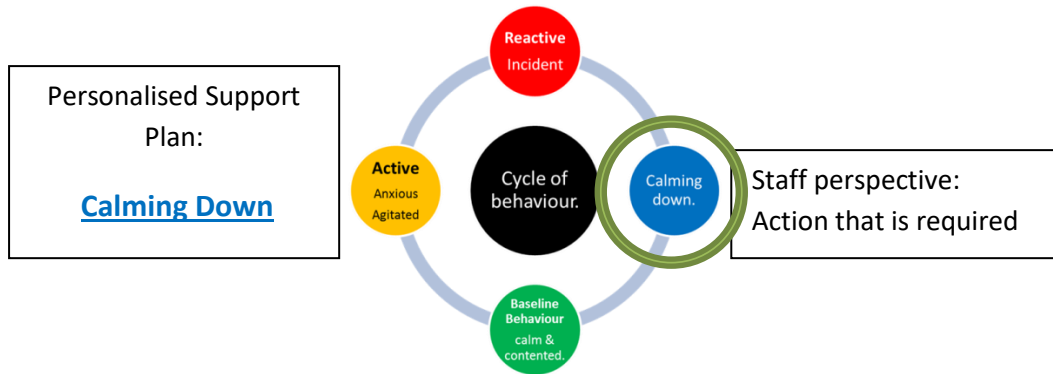 Personalised Support
Plan:
Calming Down
Reactive
Incident
Active
Anxious
Agitated
Cycle of
behaviour.
Calming
down.
Baseline
Behaviour
calm &
contented.
Staff perspective:
Action that is required